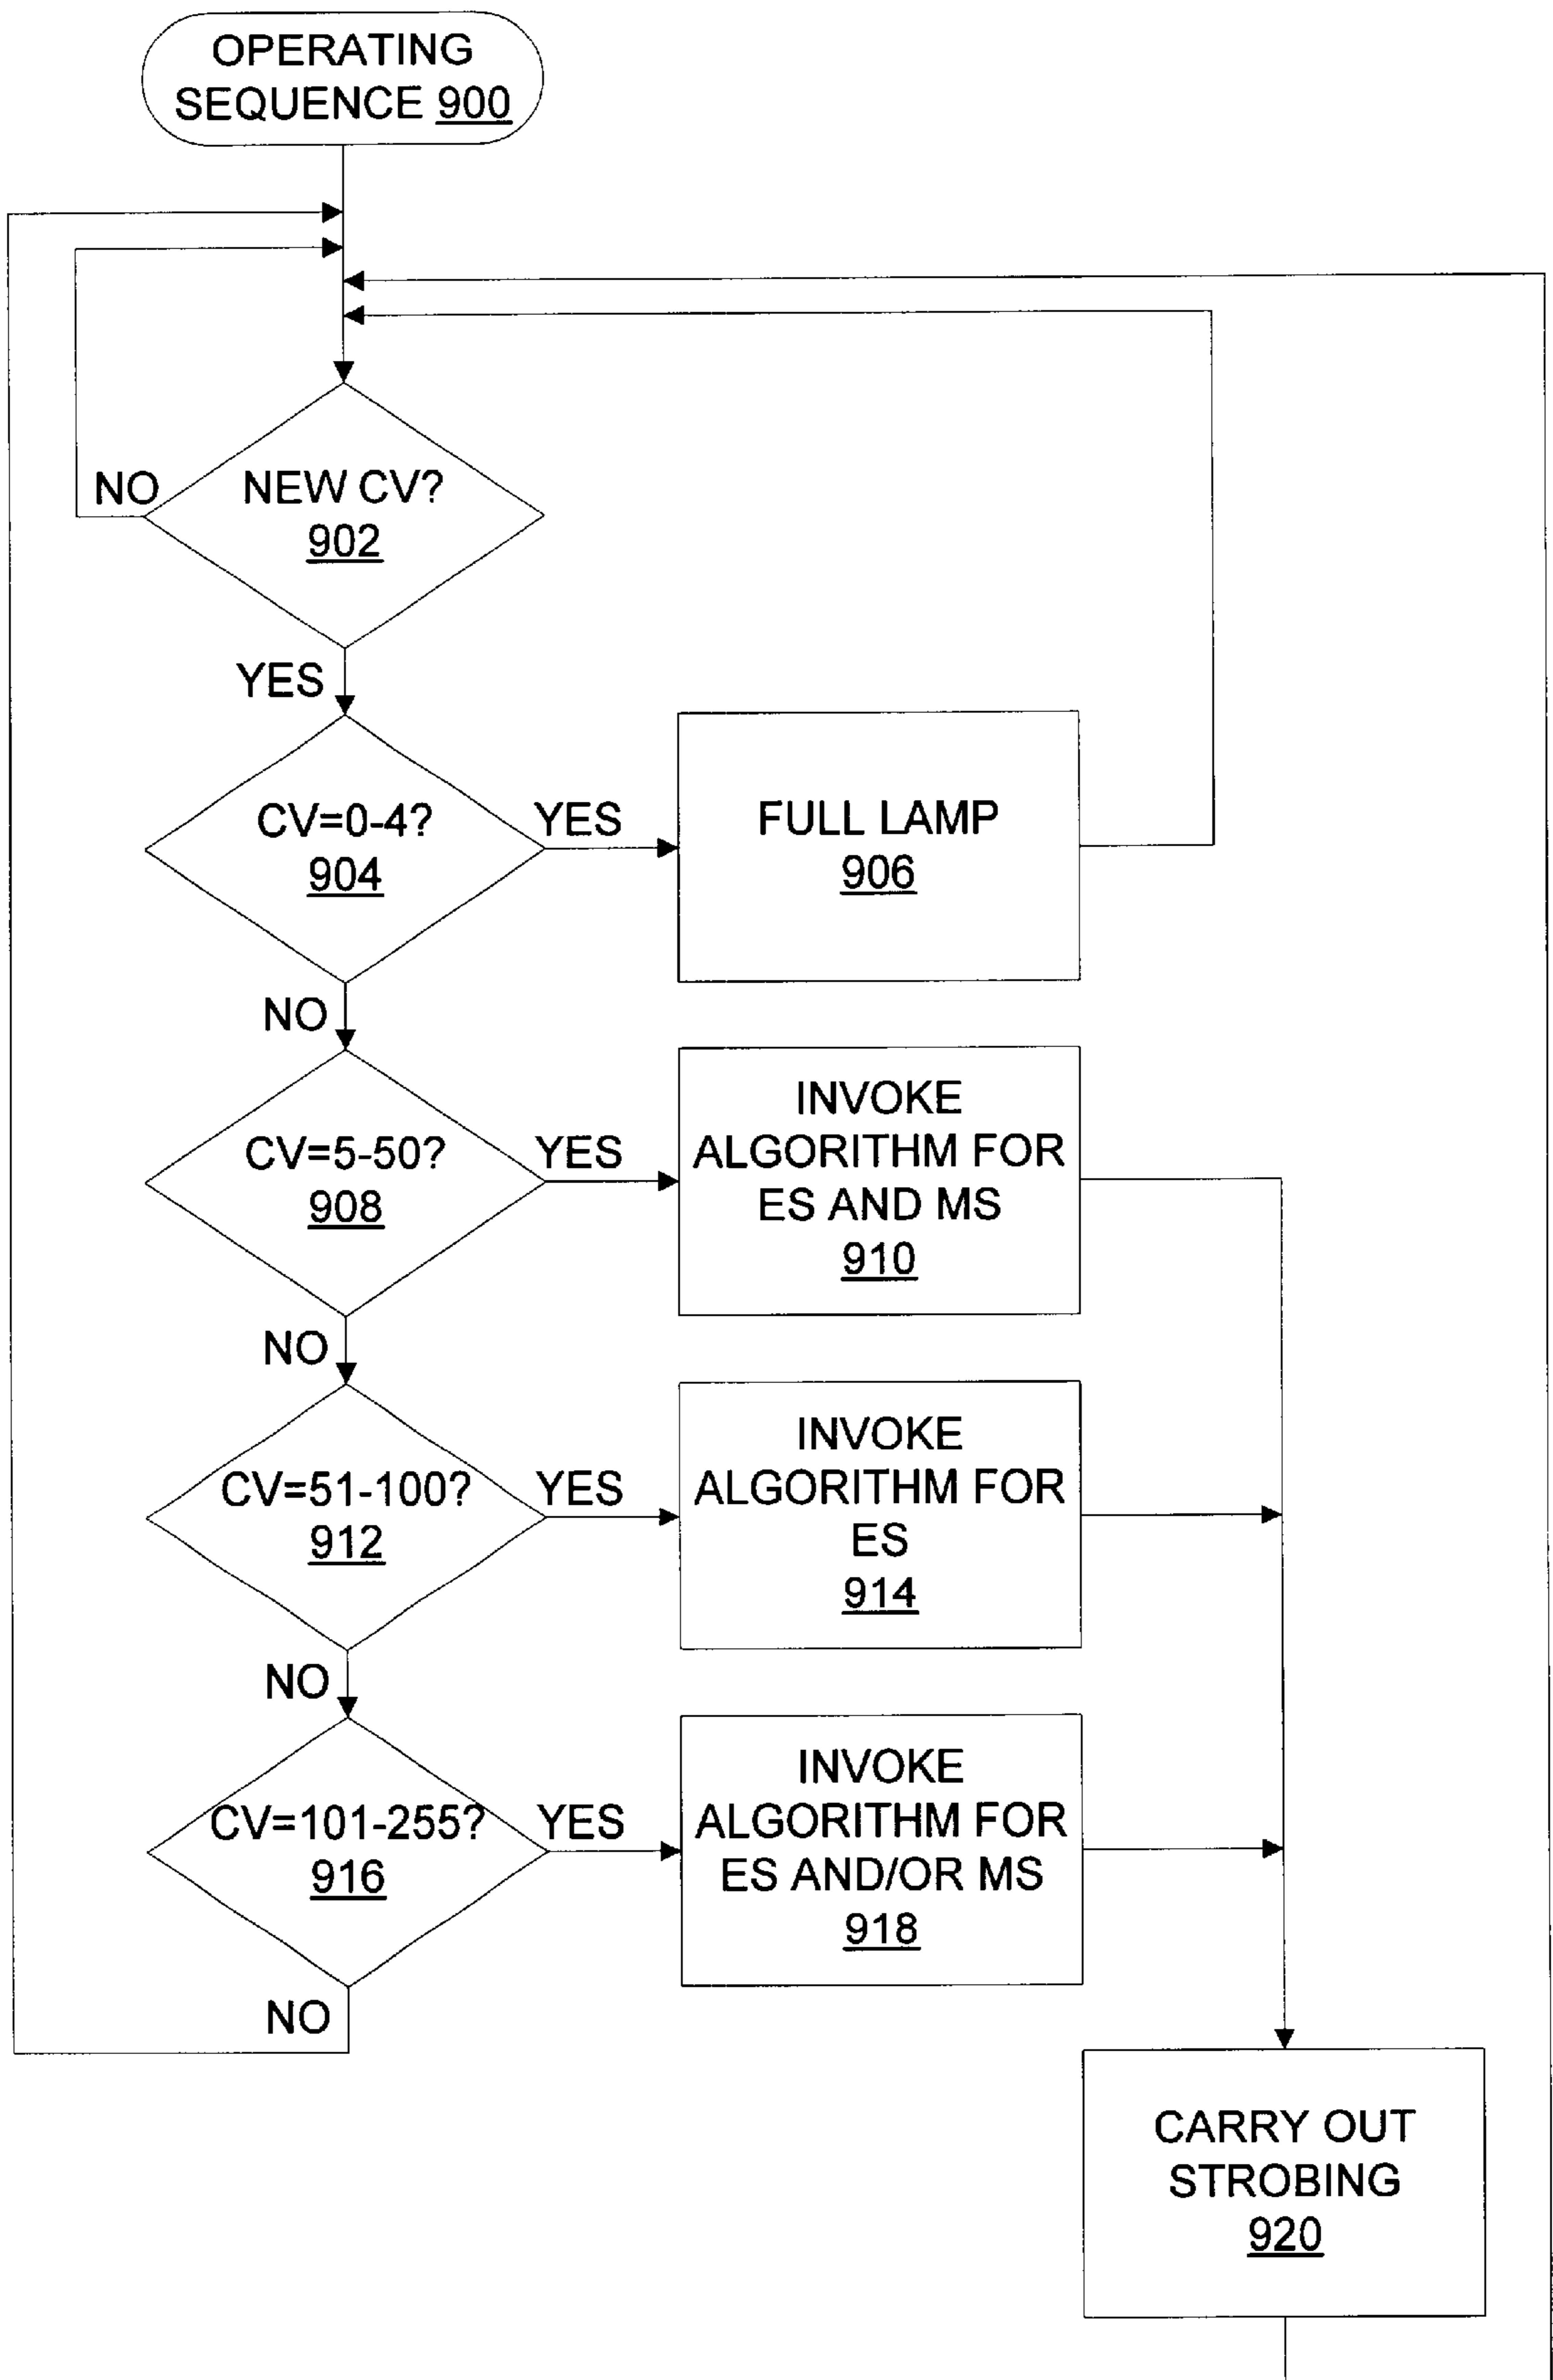 OPERATING
SEQUENCE 900
NO
NEW CV?
902
YES
CV=0-4?
904
YES
FULL LAMP
906
NO
CV=5-50?
908
YES
INVOKE
ALGORITHM FOR
ES AND MS
910
NO
CV=51-100?
912
YES
INVOKE
ALGORITHM FOR
ES
914
NO
CV=101-255?
916
YES
INVOKE
ALGORITHM FOR
ES AND/OR MS
918
NO
CARRY OUT
STROBING
920